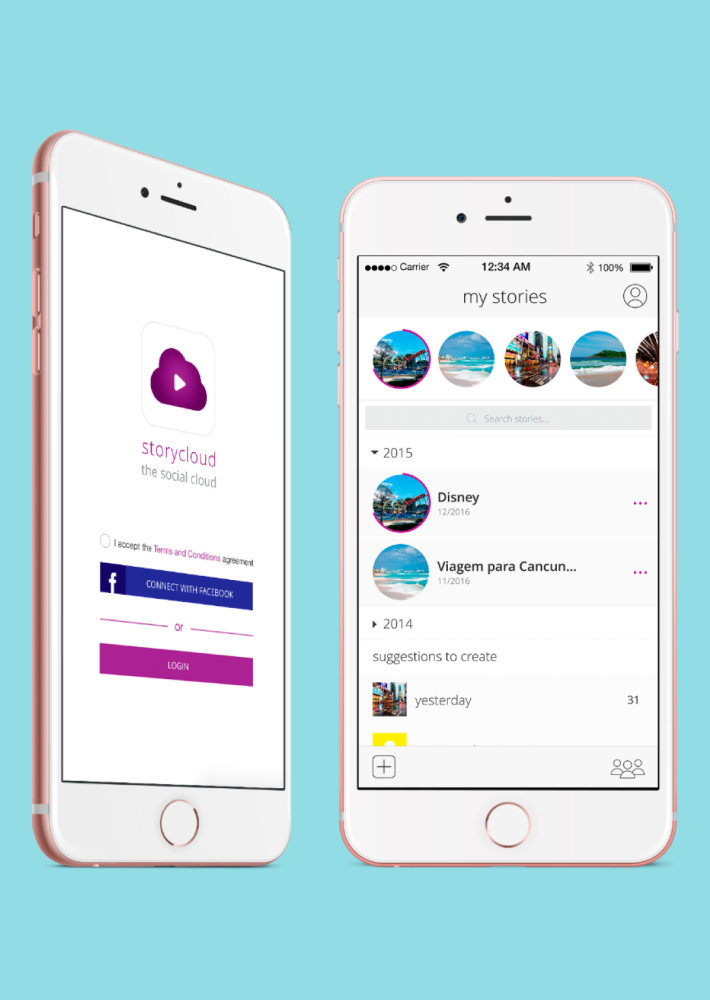 storycloud
the social cloud
I accept the Terms and Conditions agreement
f
CONNECT WITH FACEBOOK
or
LOGIN
Carrier 12:34 AM 100%
my stories
Search stories...
2015
Disney
12/2016
Viagem para Cancun...
11/2016
2014
suggestions to create
yesterday 31